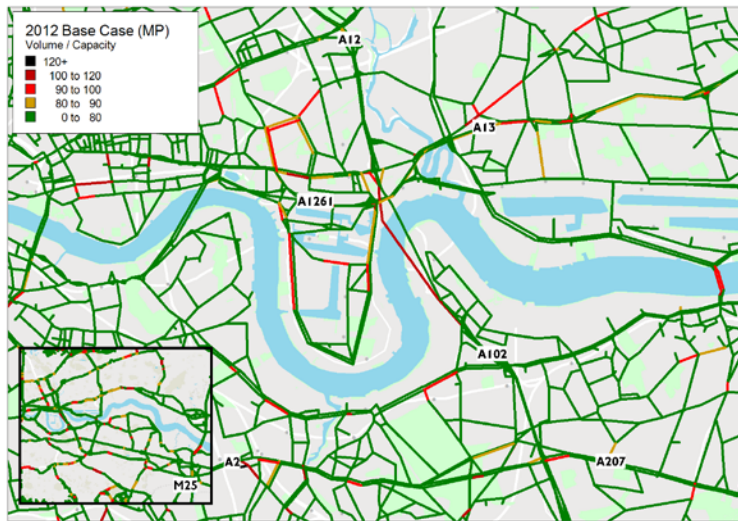 2012 Base Case (MP)
Volume / Capacity
120+
100 to 120
90 to 100
80 to 90
0 to 80
A12
A13
A1261
A102
A2
A207
M25